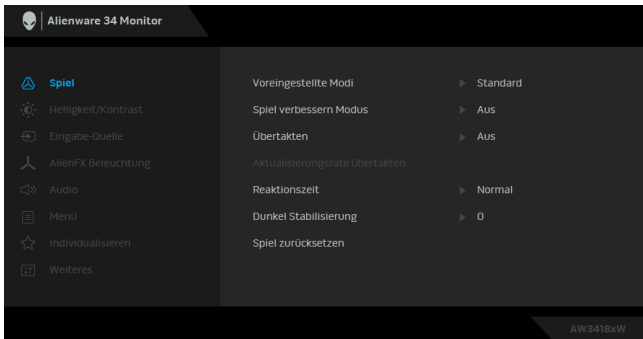 Alienware 34 Monitor
Spiel
Voreingestellte Modi Standard
Helligkeit/Kontrast
Spiel verbessern Modus Aus
Eingabe-Quelle
Übertakten Aus
AlienFX Beleuchtung
Aktualisierungsrate übertakten
Audio
Reaktionszeit Normal
Menü
Dunkel Stabilisierung 0
Individualisieren
Spiel zurücksetzen
Weiteres
AW3418xW